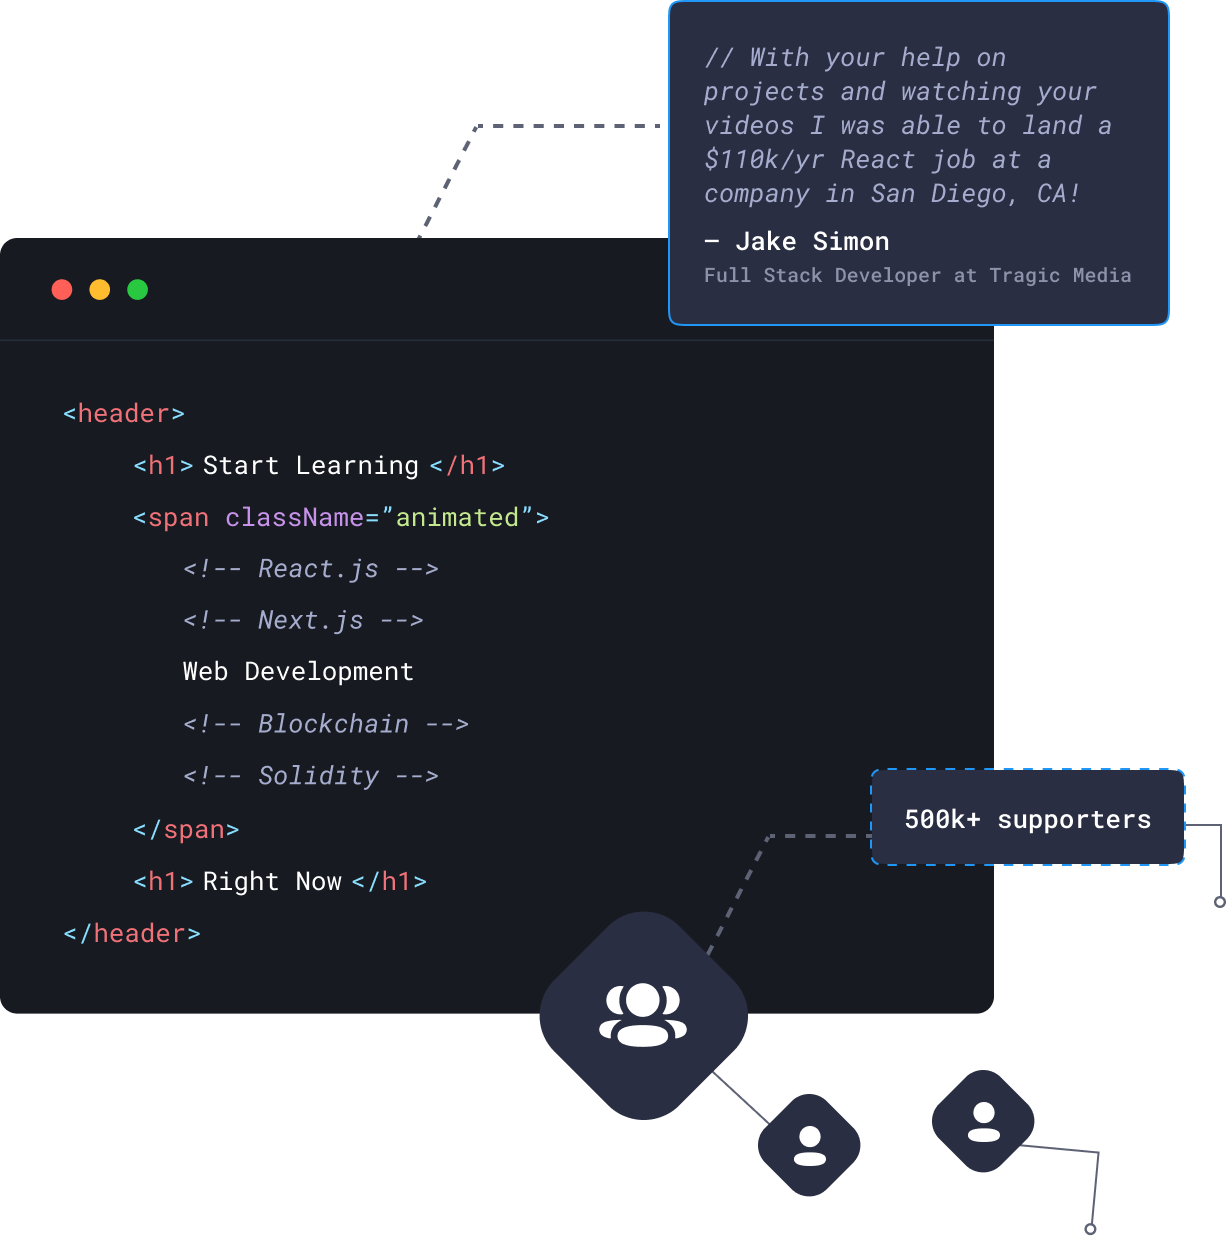 // With your help on
projects and watching your
videos I was able to land a
$110k/yr React job at a
company in San Diego, CA!
– Jake Simon
Full Stack Developer at Tragic Media
<header>
<h1> Start Learning </h1>
<span className=”animated”>
<!-- React.js -->
<!-- Next.js -->
Web Development
<!-- Blockchain -->
<!-- Solidity -->
</span>
<h1> Right Now </h1>
</header>
500k+ supporters